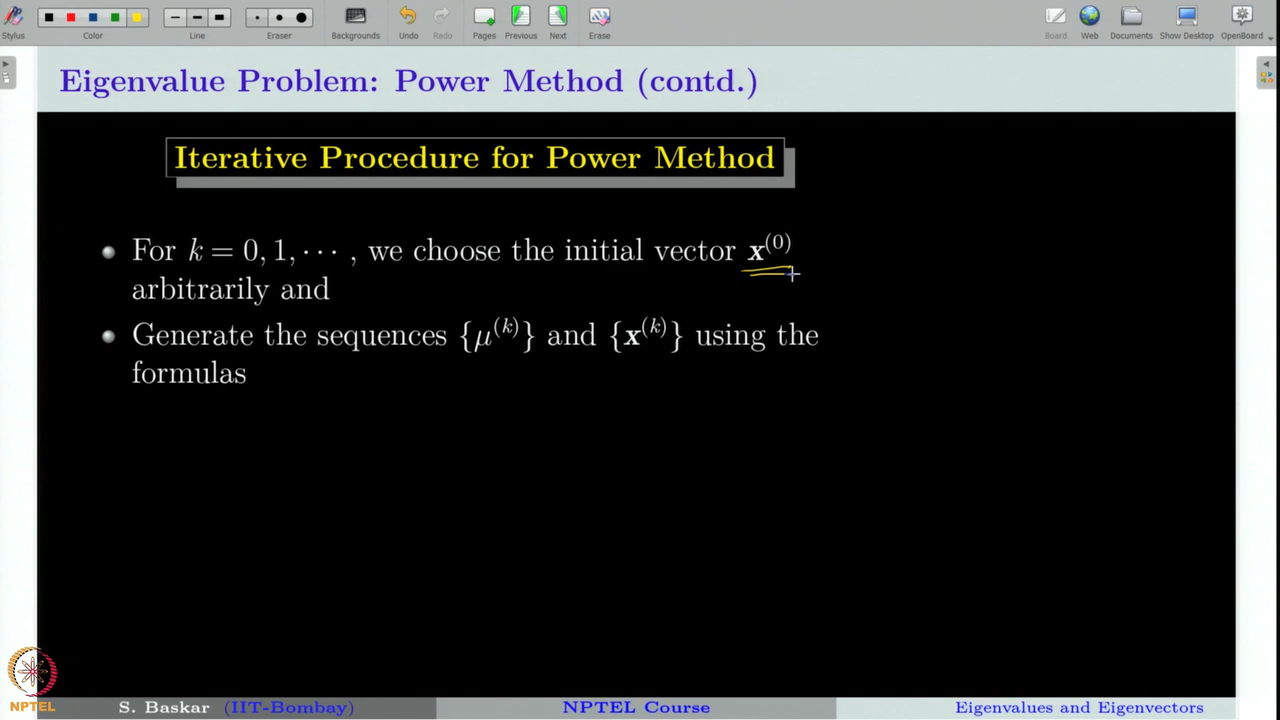 Stylus Color Line Eraser Backgrounds Undo Redo Pages Previous Next Erase Board Web Documents Show Desktop OpenBoard
Eigenvalue Problem: Power Method (contd.)
Iterative Procedure for Power Method
For k = 0, 1, ⋯ , we choose the initial vector x^(0)
arbitrarily and
Generate the sequences {μ^(k)} and {x^(k)} using the
formulas
NPTEL
S. Baskar (IIT-Bombay) NPTEL Course Eigenvalues and Eigenvectors